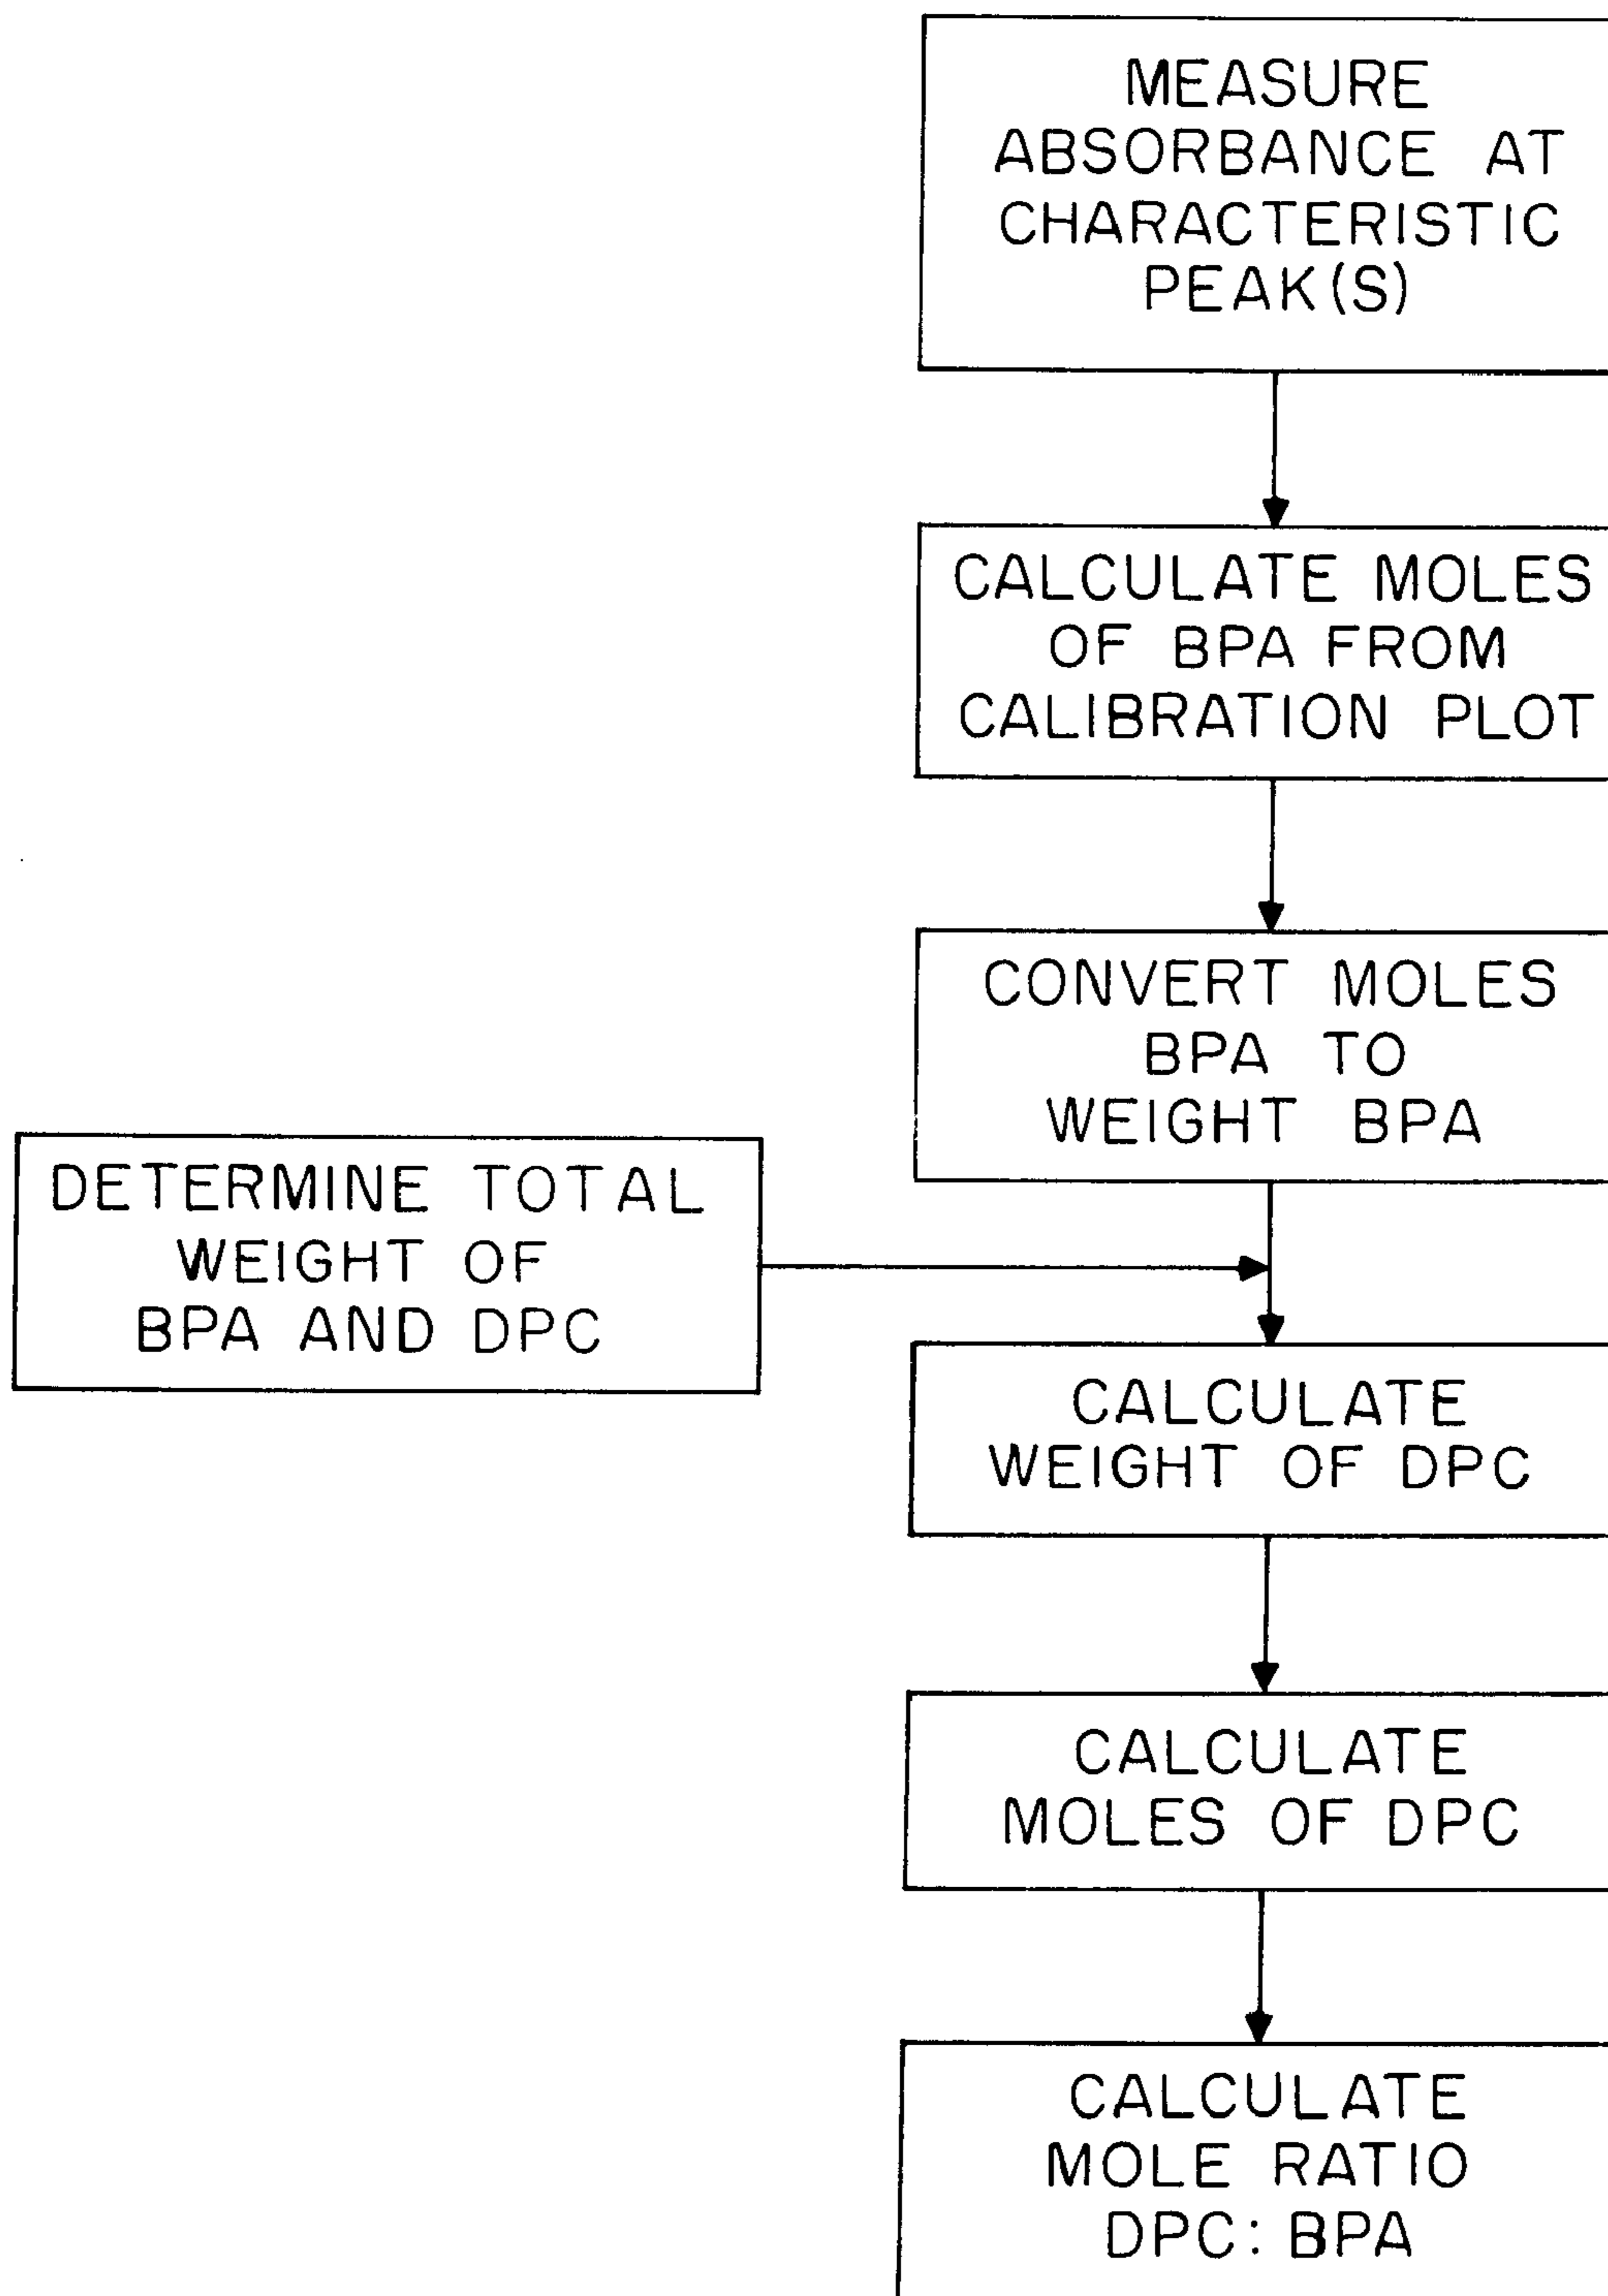 MEASURE
ABSORBANCE AT
CHARACTERISTIC
PEAK(S)
CALCULATE MOLES
OF BPA FROM
CALIBRATION PLOT
CONVERT MOLES
BPA TO
WEIGHT BPA
DETERMINE TOTAL
WEIGHT OF
BPA AND DPC
CALCULATE
WEIGHT OF DPC
CALCULATE
MOLES OF DPC
CALCULATE
MOLE RATIO
DPC: BPA